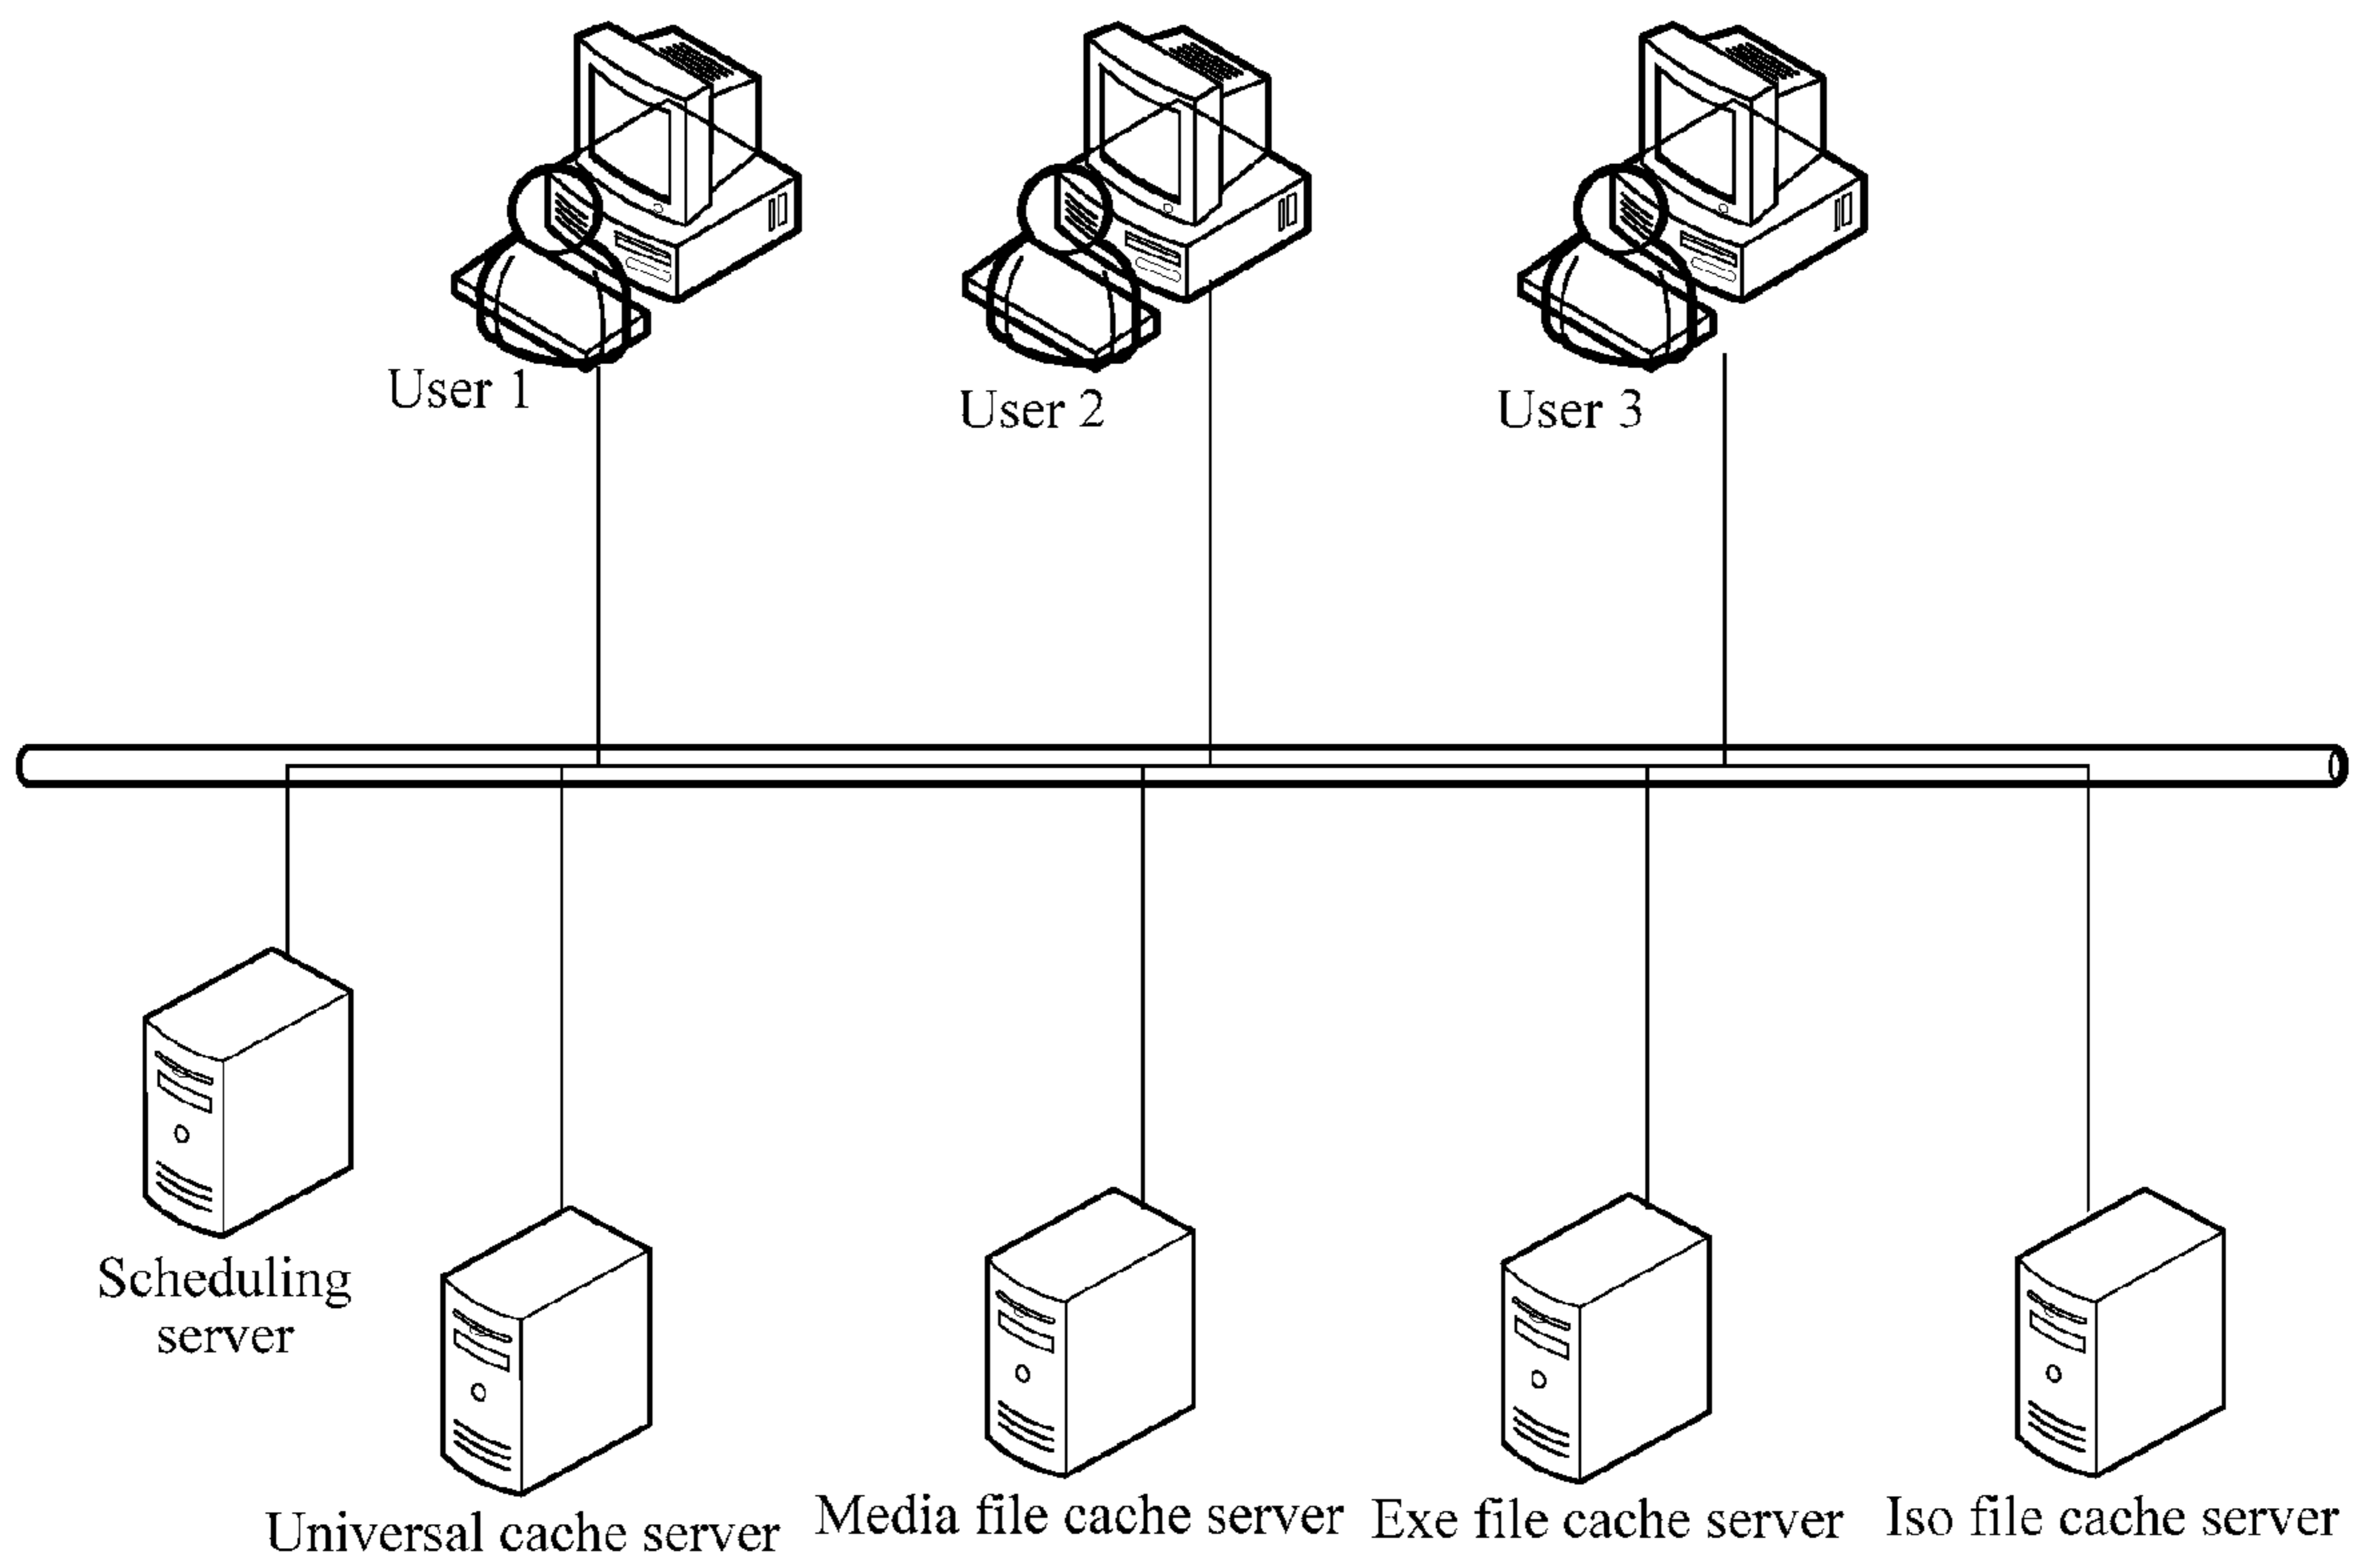 User 1
User 2
User 3
Scheduling
server
Universal cache server
Media file cache server
Exe file cache server
Iso file cache server